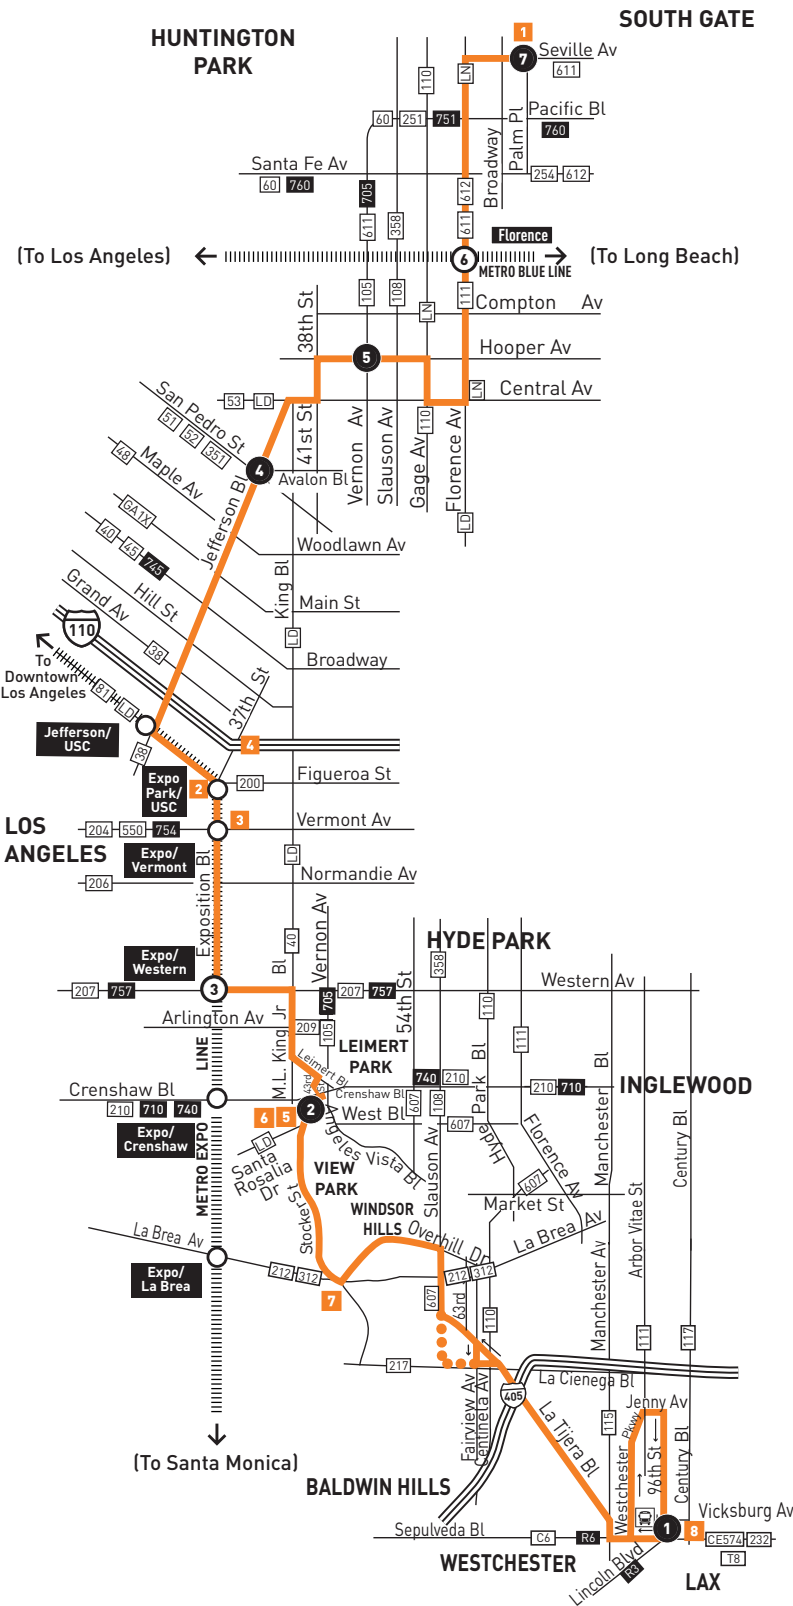 SOUTH GATE
HUNTINGTON
PARK
1
7
Seville Av
611
LN
110
60
251
751
Pacific Bl
760
Palm Pl
Broadway
Santa Fe Av
60
760
705
612
254
612
611
358
611
Florence
(To Los Angeles)
6
(To Long Beach)
METRO BLUE LINE
105
108
111
38th St
LN
Compton Av
5
Hooper Av
LN
Central Av
53
LD
110
San Pedro St
51
52
351
41st St
Vernon Av
Slauson Av
Gage Av
Florence Av
48
Maple Av
4
Avalon Bl
Jefferson Bl
LD
GA1X
Woodlawn Av
40
45
745
King Bl
Main St
Grand Av
Hill St
LD
110
38
Broadway
To
Downtown
Los Angeles
81
LD
37th St
Jefferson/
USC
38
4
Expo
Park/
USC
2
200
Figueroa St
LOS
ANGELES
3
204
550
754
Vermont Av
Expo/
Vermont
LD
206
Normandie Av
Exposition Bl
Vernon Av
40
HYDE PARK
Expo/
Western
358
Bl
54th St
207
757
3
705
207
757
Western Av
110
Arlington Av
209
105
111
M.L. King Jr
LINE
LEIMERT
PARK
Leimert Bl
43rd
St
740
210
Park Bl
Crenshaw Bl
Crenshaw Bl
210
710
INGLEWOOD
210
710
740
6
5
2
West Bl
607
108
607
Expo/
Crenshaw
LD
Angeles Vista Bl
Hyde
Florence Av
Manchester Bl
Century Bl
Santa
Rosalia
Dr
VIEW
PARK
Slauson Av
607
Market St
METRO EXPO
Stocker St
WINDSOR
HILLS
Overhill Dr
La Brea Av
Arbor Vitae St
La Brea Av
Expo/
La Brea
212
312
212
312
7
607
63rd
110
Manchester Av
111
117
217
La Cienega Bl
405
Fairview Av
Centinela Av
La Tijera Bl
115
Jenny Av
Westchester Pkwy
96th St
Century Bl
(To Santa Monica)
BALDWIN HILLS
Vicksburg Av
Sepulveda Bl
C6
R6
1
8
CE574
232
T8
WESTCHESTER
Lincoln Blvd
R3
LAX